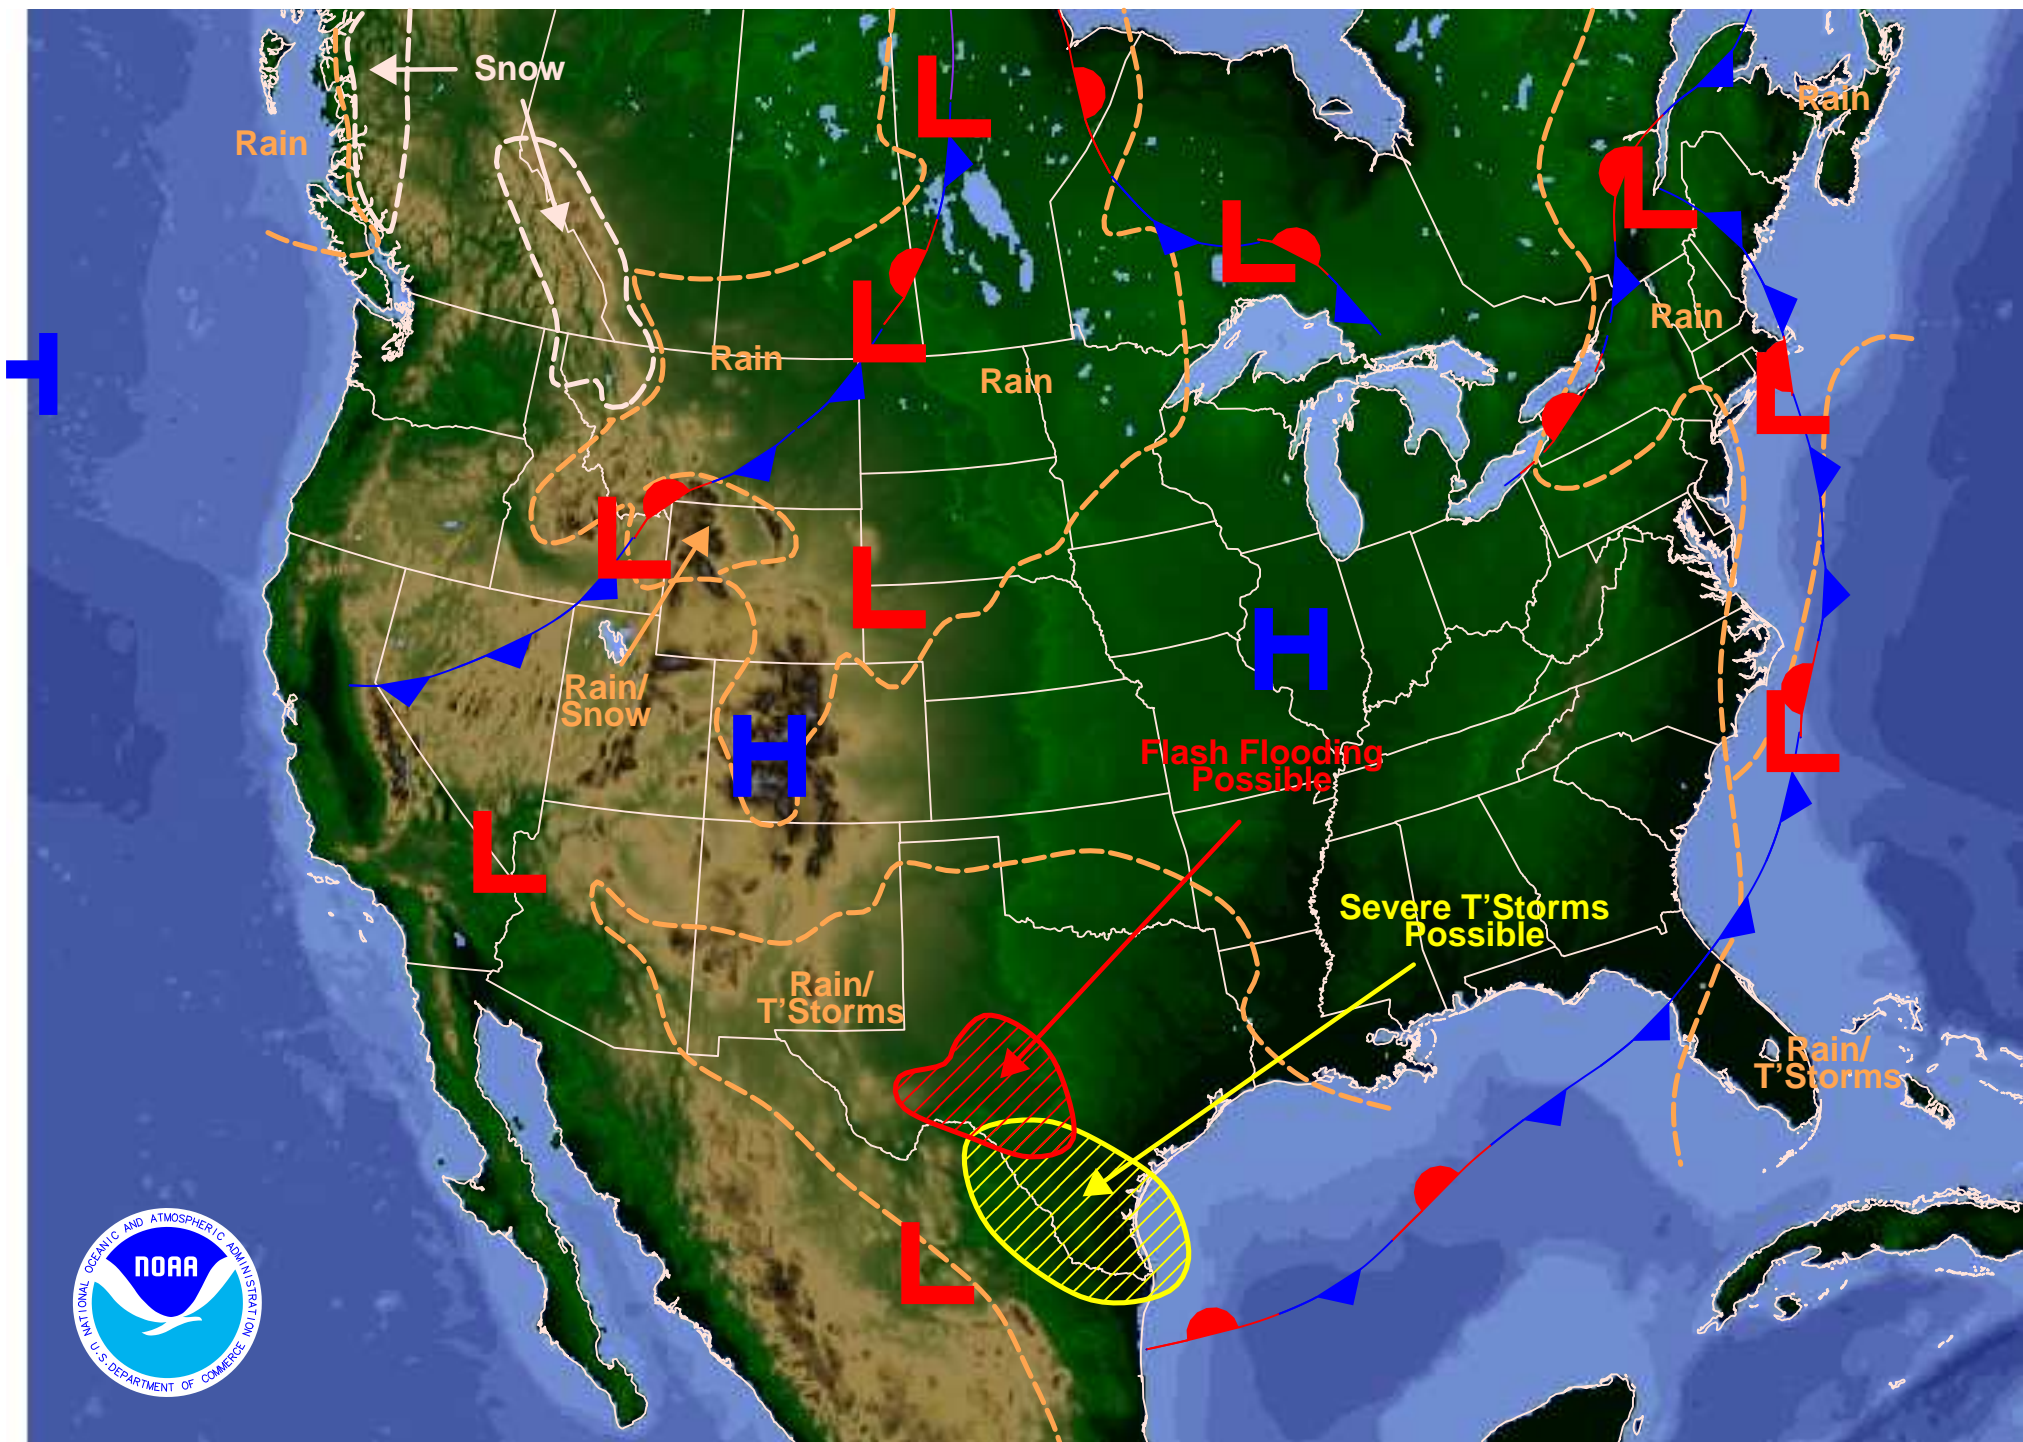 Snow
Rain
Rain
L
L
L
Rain
L
Rain
Rain
H
L
L
L
L
H
Rain/
Snow
H
L
Flash Flooding
Possible
L
Severe T'Storms
Possible
Rain/
T'Storms
Rain/
T'Storms
L
NATIONAL OCEANIC AND ATMOSPHERIC ADMINISTRATION
NOAA
U.S. DEPARTMENT OF COMMERCE